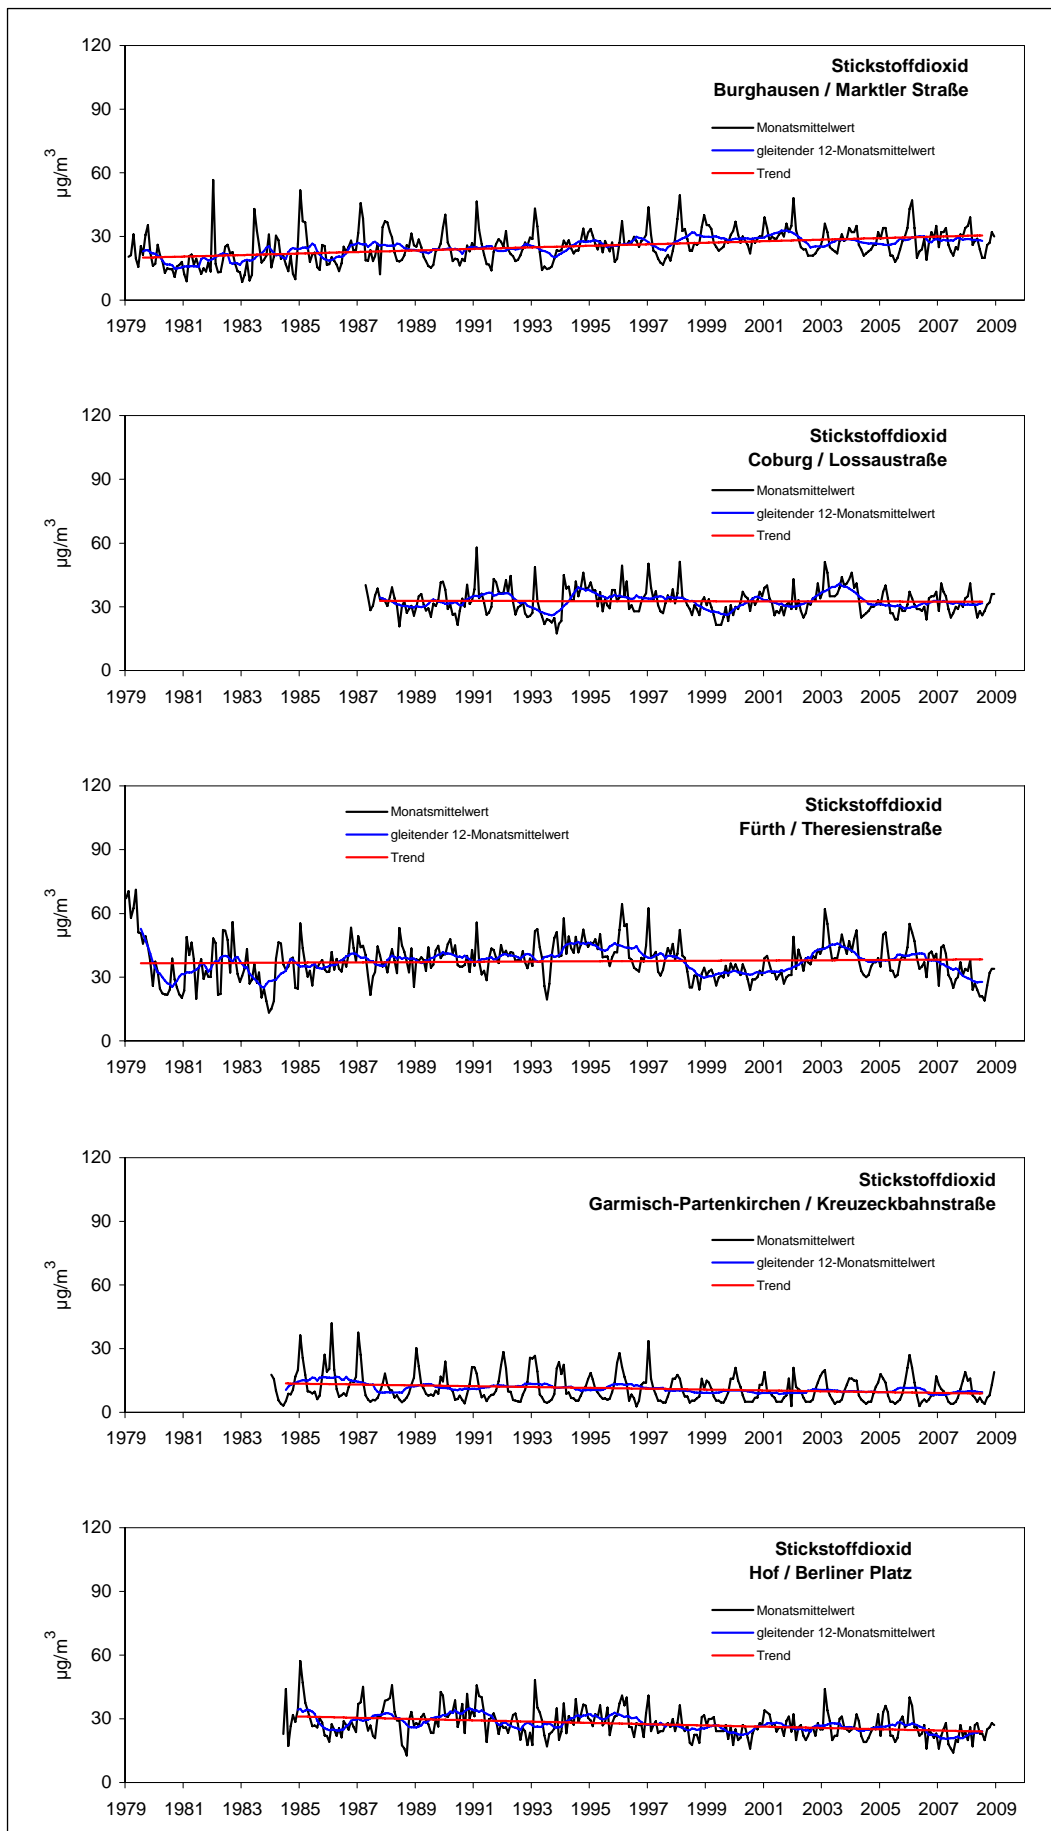 Stickstoffdioxid
Burghausen / Marktler Straße
Monatsmittelwert
gleitender 12-Monatsmittelwert
Trend
µg/m³
120
90
60
30
0
1979 1981 1983 1985 1987 1989 1991 1993 1995 1997 1999 2001 2003 2005 2007 2009
Stickstoffdioxid
Coburg / Lossaustraße
Monatsmittelwert
gleitender 12-Monatsmittelwert
Trend
µg/m³
120
90
60
30
0
1979 1981 1983 1985 1987 1989 1991 1993 1995 1997 1999 2001 2003 2005 2007 2009
Stickstoffdioxid
Fürth / Theresienstraße
Monatsmittelwert
gleitender 12-Monatsmittelwert
Trend
µg/m³
120
90
60
30
0
1979 1981 1983 1985 1987 1989 1991 1993 1995 1997 1999 2001 2003 2005 2007 2009
Stickstoffdioxid
Garmisch-Partenkirchen / Kreuzeckbahnstraße
Monatsmittelwert
gleitender 12-Monatsmittelwert
Trend
µg/m³
120
90
60
30
0
1979 1981 1983 1985 1987 1989 1991 1993 1995 1997 1999 2001 2003 2005 2007 2009
Stickstoffdioxid
Hof / Berliner Platz
Monatsmittelwert
gleitender 12-Monatsmittelwert
Trend
µg/m³
120
90
60
30
0
1979 1981 1983 1985 1987 1989 1991 1993 1995 1997 1999 2001 2003 2005 2007 2009